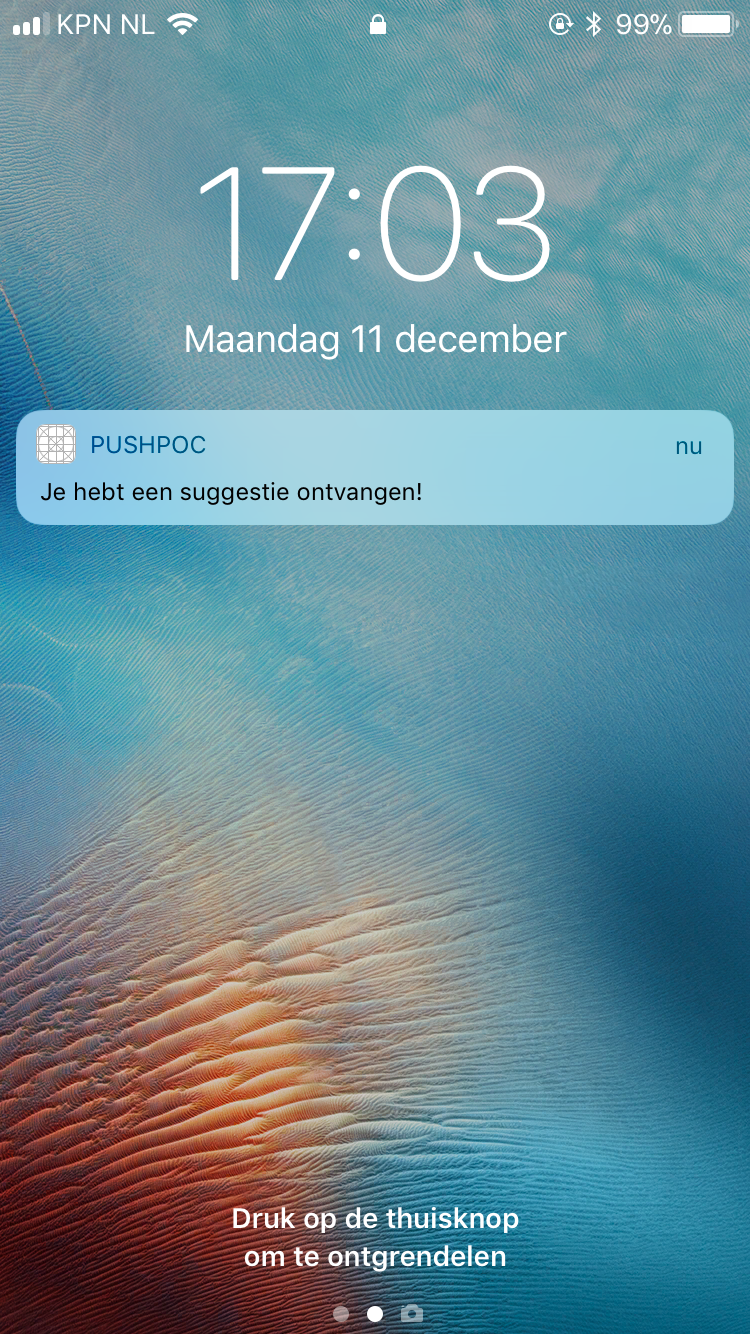 KPN NL 99%
17:03
Maandag 11 december
PUSHPOC nu
Je hebt een suggestie ontvangen!
Druk op de thuisknop
om te ontgrendelen